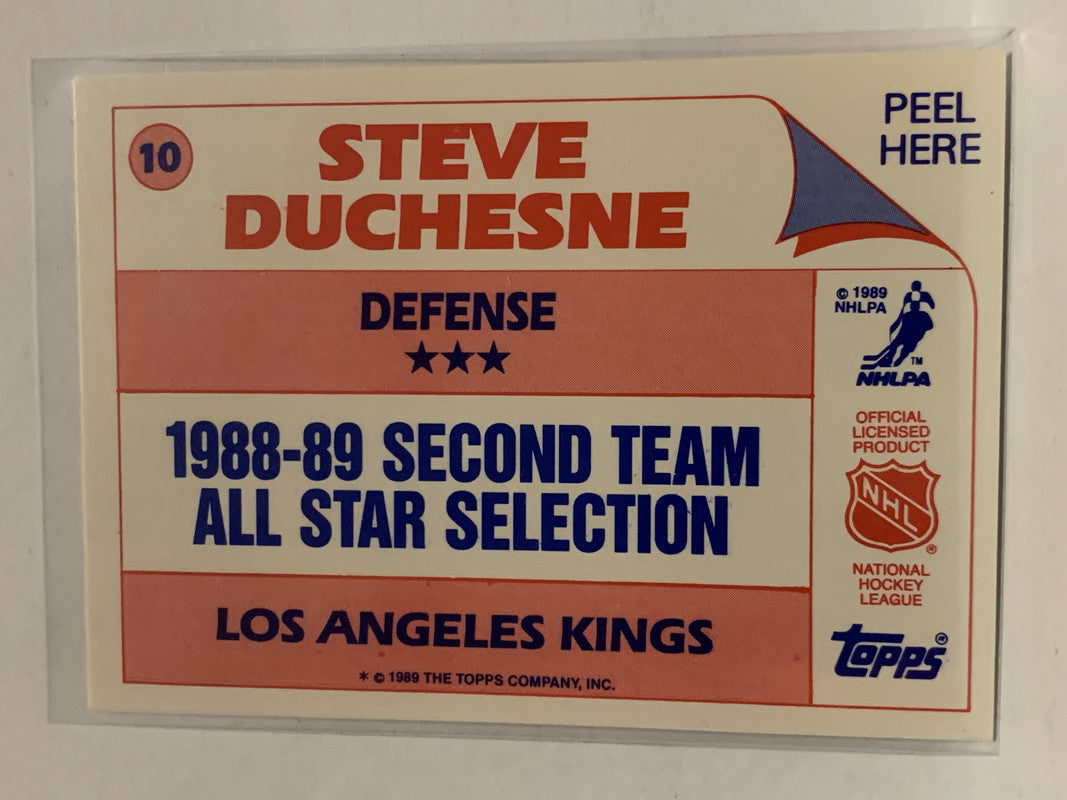 10
STEVE
DUCHESNE
PEEL
HERE
DEFENSE
★★★
1988-89 SECOND TEAM
ALL STAR SELECTION
LOS ANGELES KINGS
* © 1989 THE TOPPS COMPANY, INC.
© 1989
NHLPA
TM
NHLPA
OFFICIAL
LICENSED
PRODUCT
NHL
®
NATIONAL
HOCKEY
LEAGUE
topps®